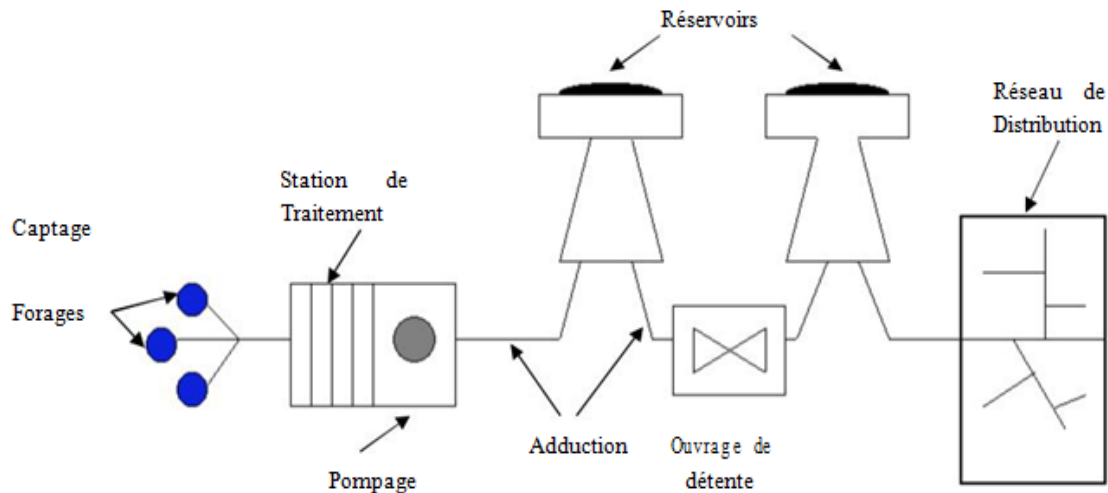 Réservoirs
Réseau de
Distribution
Station de
Traitement
Captage
Forages
Adduction
Ouvrage de
détente
Pompage